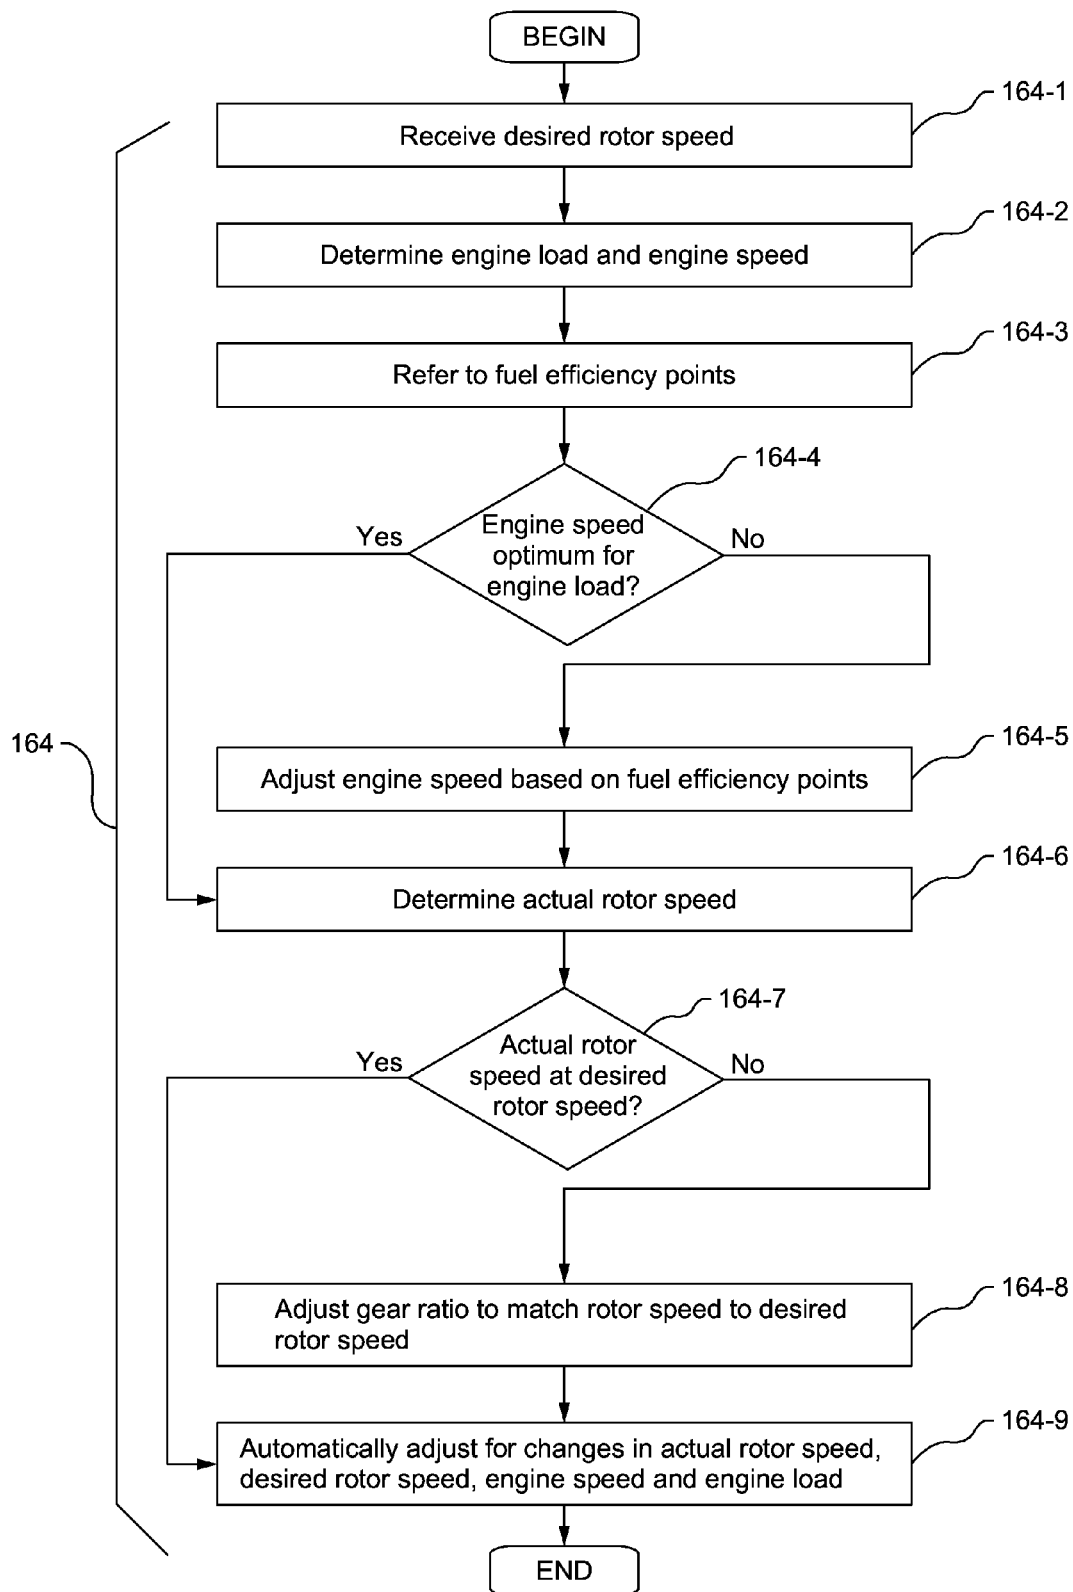 BEGIN
164-1
Receive desired rotor speed
164-2
Determine engine load and engine speed
164-3
Refer to fuel efficiency points
164-4
Yes
Engine speed
optimum for
engine load?
No
164
164-5
Adjust engine speed based on fuel efficiency points
164-6
Determine actual rotor speed
164-7
Yes
Actual rotor
speed at desired
rotor speed?
No
164-8
Adjust gear ratio to match rotor speed to desired
rotor speed
164-9
Automatically adjust for changes in actual rotor speed,
desired rotor speed, engine speed and engine load
END